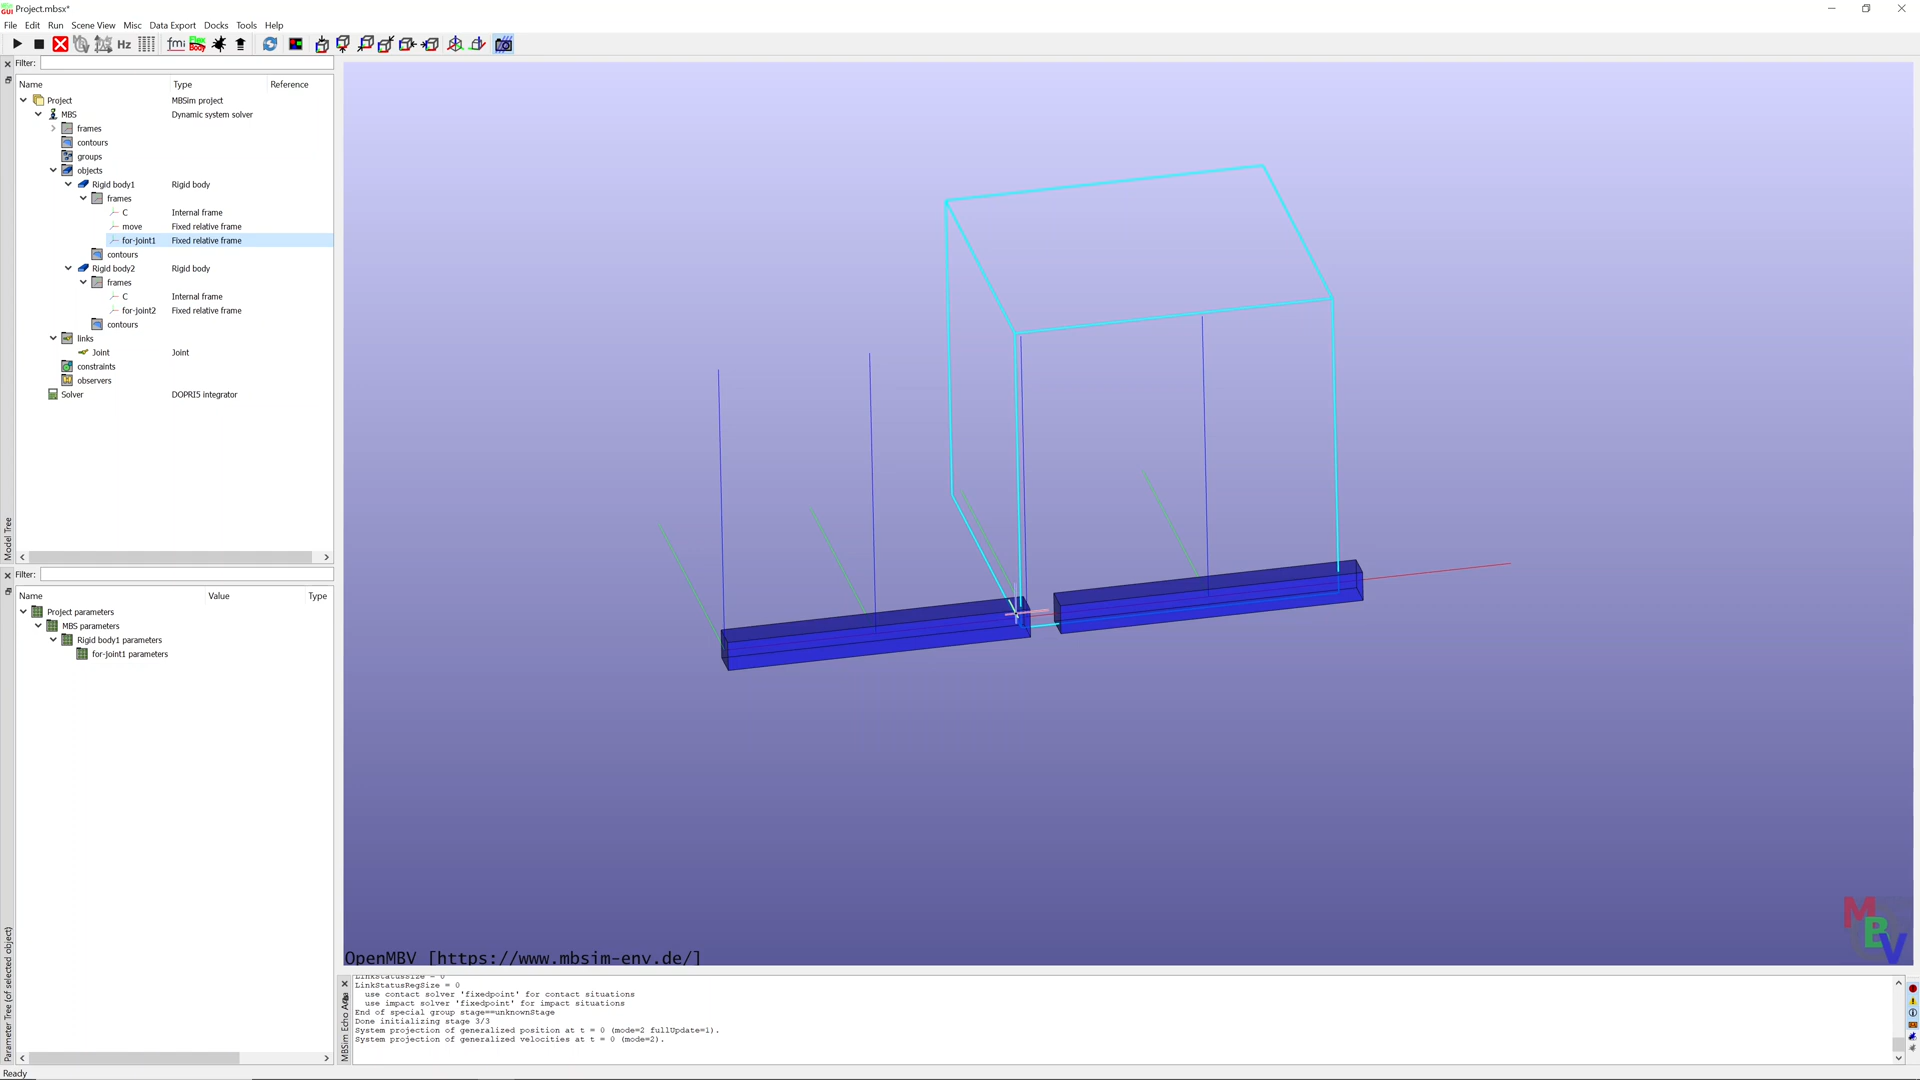 Project.mbsx*
File Edit Run Scene View Misc Data Export Docks Tools Help
Hz fmi
Filter:
Name Type Reference
Project MBSim project
MBS Dynamic system solver
frames
contours
groups
objects
Rigid body1 Rigid body
frames
C Internal frame
move Fixed relative frame
for-joint1 Fixed relative frame
contours
Rigid body2 Rigid body
frames
C Internal frame
for-joint2 Fixed relative frame
contours
links
Joint Joint
constraints
observers
Solver DOPRI5 integrator
Model Tree
Filter:
Name Value Type
Project parameters
MBS parameters
Rigid body1 parameters
for-joint1 parameters
Parameter Tree (of selected object)
OpenMBV [https://www.mbsim-env.de/]
MBV
MBSim Echo Area
LinkStatusSize = 0
LinkStatusRegSize = 0
use contact solver 'fixedpoint' for contact situations
use impact solver 'fixedpoint' for impact situations
End of special group stage==unknownStage
Done initializing stage 3/3
System projection of generalized position at t = 0 (mode=2 fullUpdate=1).
System projection of generalized velocities at t = 0 (mode=2).
Ready